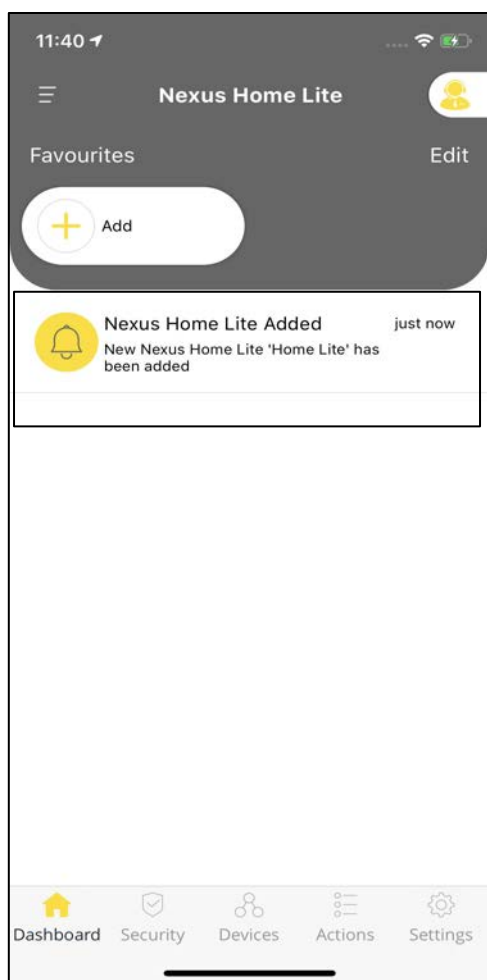 11:40
Nexus Home Lite
Favourites Edit
Add
Nexus Home Lite Added just now
New Nexus Home Lite 'Home Lite' has
been added
Dashboard Security Devices Actions Settings